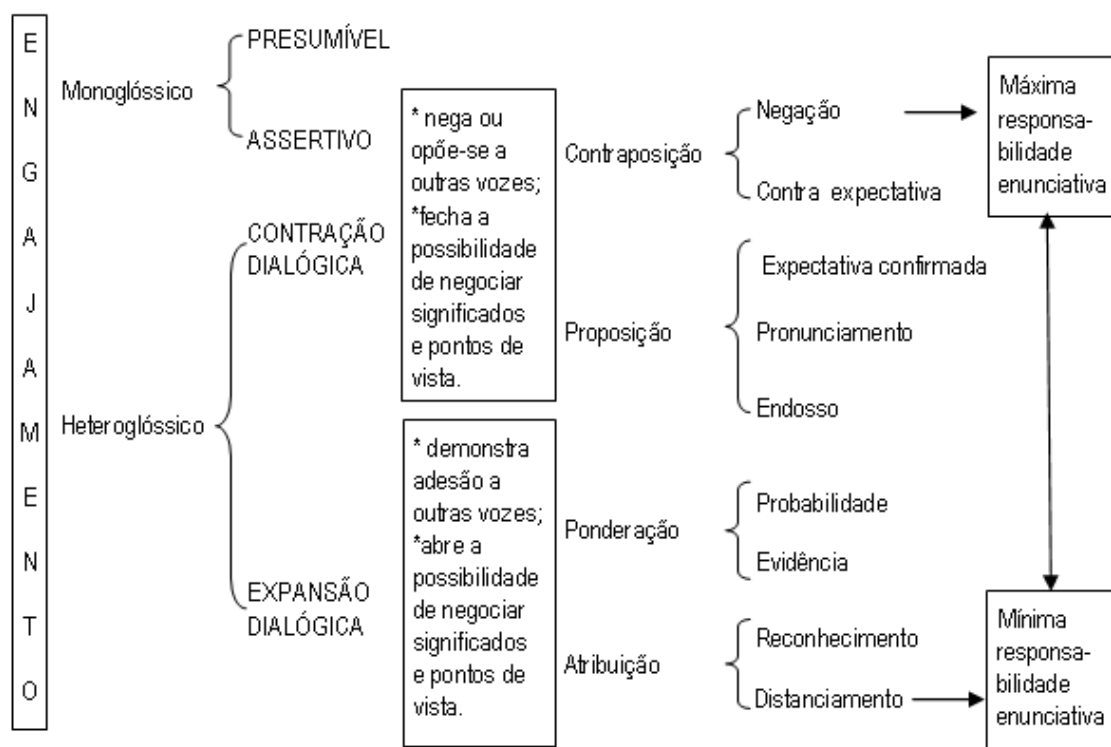 ENGAJAMENTO
Monoglóssico
PRESUMÍVEL
ASSERTIVO
Heteroglóssico
CONTRAÇÃO
DIALÓGICA
* nega ou
opõe-se a
outras vozes;
*fecha a
possibilidade
de negociar
significados
e pontos de
vista.
Contraposição
Negação
Contra expectativa
Proposição
Expectativa confirmada
Pronunciamento
Endosso
EXPANSÃO
DIALÓGICA
* demonstra
adesão a
outras vozes;
*abre a
possibilidade
de negociar
significados
e pontos de
vista.
Ponderação
Probabilidade
Evidência
Atribuição
Reconhecimento
Distanciamento
Máxima
responsa-
bilidade
enunciativa
Mínima
responsa-
bilidade
enunciativa